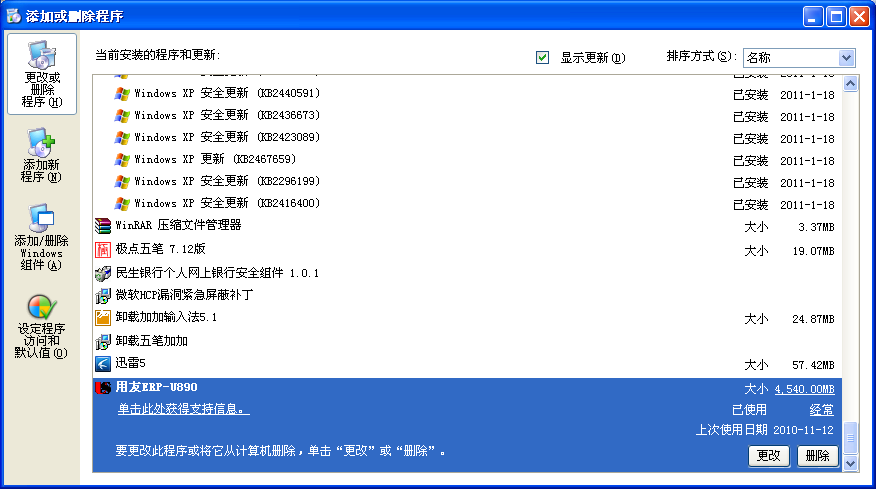 添加或删除程序
当前安装的程序和更新:
显示更新(D)
排序方式(S): 名称
更改或
删除
程序(H)
添加新
程序(N)
添加/删除
Windows
组件(A)
设定程序
访问和
默认值(O)
Windows XP 安全更新 (KB2440591) 已安装 2011-1-18
Windows XP 安全更新 (KB2436673) 已安装 2011-1-18
Windows XP 安全更新 (KB2423089) 已安装 2011-1-18
Windows XP 更新 (KB2467659) 已安装 2011-1-18
Windows XP 安全更新 (KB2296199) 已安装 2011-1-18
Windows XP 安全更新 (KB2416400) 已安装 2011-1-18
WinRAR 压缩文件管理器 大小 3.37MB
极点五笔 7.12版 大小 19.07MB
民生银行个人网上银行安全组件 1.0.1
微软HCP漏洞紧急屏蔽补丁
卸载加加输入法5.1 大小 24.87MB
卸载五笔加加
迅雷5 大小 57.42MB
用友ERP-U890 大小 4,540.00MB
单击此处获得支持信息。 已使用 经常
上次使用日期 2010-11-12
要更改此程序或将它从计算机删除，单击“更改”或“删除”。
更改 删除